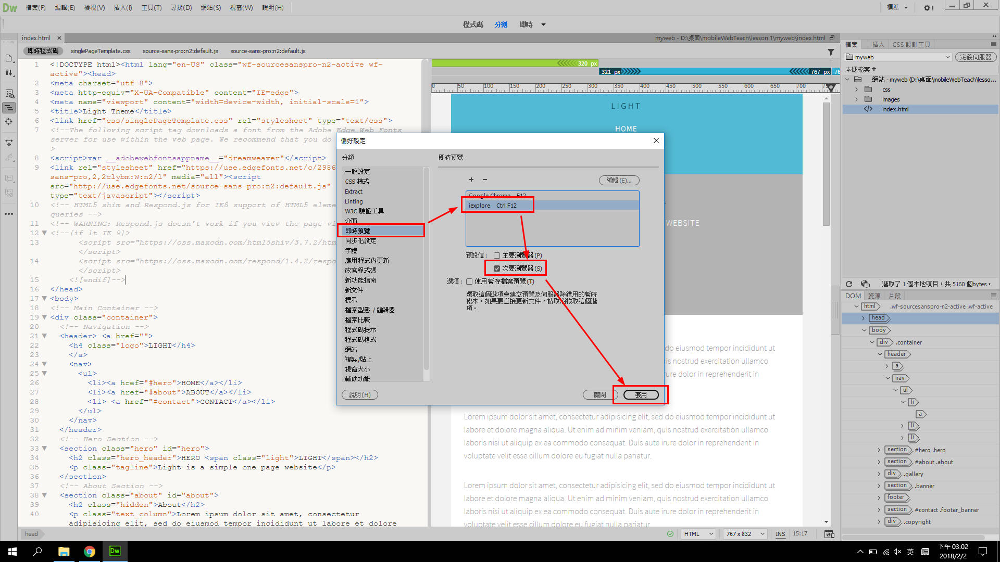 Dw 檔案(F) 編輯(E) 檢視(V) 插入(I) 工具(T) 尋找(D) 網站(S) 視窗(W) 說明(H) 標準
程式碼 分割 即時
index.html ×
myweb - D:\桌面\mobileWebTeach\lesson 1\myweb\index.html
即時程式碼 singlePageTemplate.css source-sans-pro:n2:default.js source-sans-pro:n2:default.js
1 <!DOCTYPE html><html lang="en-US" class="wf-sourcesanspro-n2-active wf-
active"><head>
2 <meta charset="utf-8">
3 <meta http-equiv="X-UA-Compatible" content="IE=edge">
4 <meta name="viewport" content="width=device-width, initial-scale=1">
5 <title>Light Theme</title>
6 <link href="css/singlePageTemplate.css" rel="stylesheet" type="text/css">
7 <!--The following script tag downloads a font from the Adobe Edge Web Fonts
server for use within the web page. We recommend that you do
>
8 <script>var __adobewebfontsappname__="dreamweaver"</script>
9 <link rel="stylesheet" href="https://use.edgefonts.net/c/2986
sans-pro,2,2clybm:W:n2/l" media="all"><script
src="http://use.edgefonts.net/source-sans-pro:n2:default.js"
type="text/javascript"></script>
10 <!-- HTML5 shim and Respond.js for IE8 support of HTML5 eleme
queries -->
11 <!-- WARNING: Respond.js doesn't work if you view the page vi
12 <!--[if lt IE 9]>
13 <script src="https://oss.maxcdn.com/html5shiv/3.7.2/htm
</script>
14 <script src="https://oss.maxcdn.com/respond/1.4.2/respo
</script>
15 <![endif]-->
16 </head>
17 <body>
18 <!-- Main Container -->
19 <div class="container">
20 <!-- Navigation -->
21 <header> <a href="">
22 <h4 class="logo">LIGHT</h4>
23 </a>
24 <nav>
25 <ul>
26 <li><a href="#hero">HOME</a></li>
27 <li><a href="#about">ABOUT</a></li>
28 <li> <a href="#contact">CONTACT</a></li>
29 </ul>
30 </nav>
31 </header>
32 <!-- Hero Section -->
33 <section class="hero" id="hero">
34 <h2 class="hero_header">HERO <span class="light">LIGHT</span></h2>
35 <p class="tagline">Light is a simple one page website</p>
36 </section>
37 <!-- About Section -->
38 <section class="about" id="about">
39 <h2 class="hidden">About</h2>
40 <p class="text_column">Lorem ipsum dolor sit amet, consectetur
adipisicing elit, sed do eiusmod tempor incididunt ut labore et dolore
head
320 px
321 px 767 px 76
0 50 100 150 200 250 300 350 400 450 500 550 600 650 700
LIGHT
HOME
WEBSITE
do eiusmod tempor incididunt ut
is nostrud exercitation ullamco
rure dolor in reprehenderit in
Lorem ipsum dolor sit amet, consectetur adipisicing elit, sed do eiusmod tempor incididunt ut
labore et dolore magna aliqua. Ut enim ad minim veniam, quis nostrud exercitation ullamco
laboris nisi ut aliquip ex ea commodo consequat. Duis aute irure dolor in reprehenderit in
voluptate velit esse cillum dolore eu fugiat nulla pariatur.
Lorem ipsum dolor sit amet, consectetur adipisicing elit, sed do eiusmod tempor incididunt ut
labore et dolore magna aliqua. Ut enim ad minim veniam, quis nostrud exercitation ullamco
laboris nisi ut aliquip ex ea commodo consequat. Duis aute irure dolor in reprehenderit in
voluptate velit esse cillum dolore eu fugiat nulla pariatur.
HTML 767 x 832 INS 15:17
偏好設定
分類
一般設定
CSS 樣式
Extract
Linting
W3C 驗證工具
介面
即時預覽
同步化設定
字體
應用程式內更新
改寫程式碼
新功能指南
新文件
標示
檔案型態 / 編輯器
檔案比較
程式碼提示
程式碼格式
網站
複製/貼上
視窗大小
輔助功能
即時預覽
+ − 編輯(E)...
Google Chrome F12
iexplore Ctrl F12
預設值: 主要瀏覽器(P)
次要瀏覽器(S)
選項: 使用暫存檔案預覽(T)
選取這個選項會建立預覽及伺服器除錯用的暫時
複本。如果要直接更新文件,請取消核取這個選
項。
說明(H) 關閉 套用
檔案 插入 CSS 設計工具
myweb 定義伺服器
本機檔案
網站 - myweb (D:\桌面\mobileWebTeach\lesso...
css
images
index.html
選取了 1 個本地項目,共 5160 個bytes。
DOM 資源 片段
html .wf-sourcesanspro-n2-active .wf-active
head
body
div .container
header
a
nav
ul
li
a
li
li
section #hero .hero
section #about .about
div .gallery
section .banner
footer
section #contact .footer_banner
div .copyright
Dw
英
下午 03:02
2018/2/2